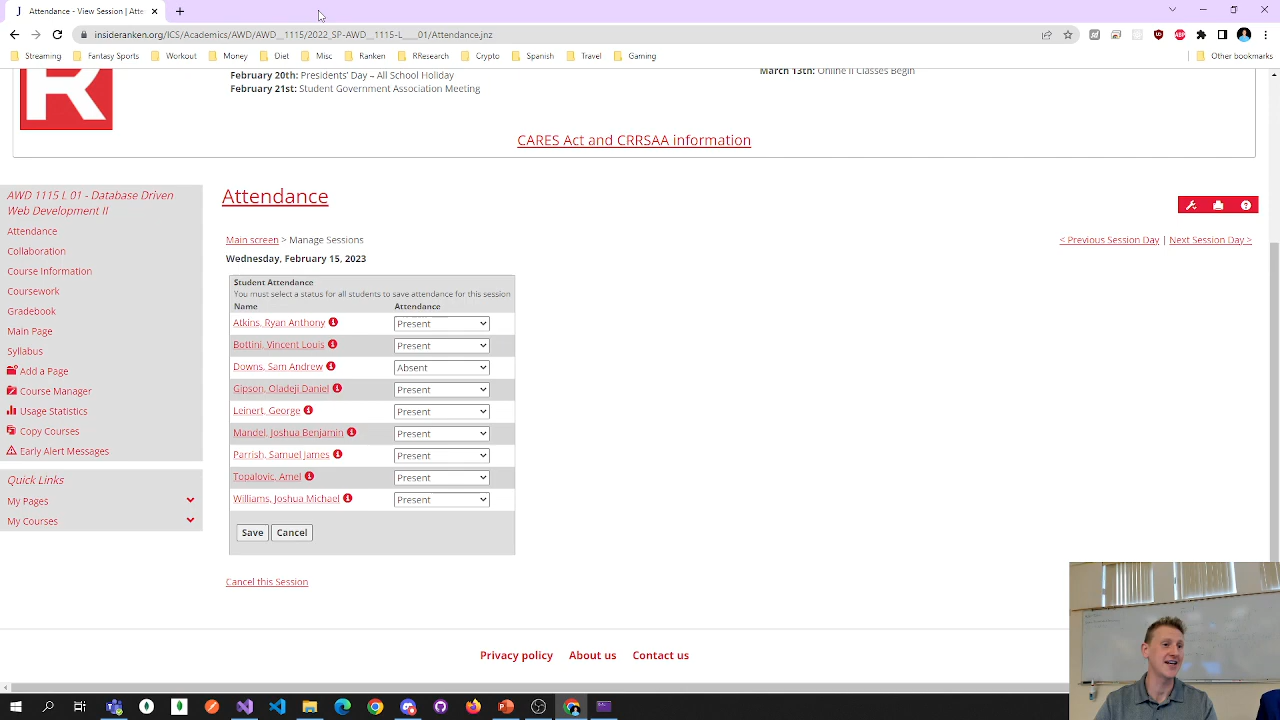 Attendance - View Session | Atte
insideranken.org/ICS/Academics/AWD/AWD__1115/2022_SP-AWD__1115-L___01/Attendance.jnz
Streaming Fantasy Sports Workout Money Diet Misc Ranken RResearch Crypto Spanish Travel Gaming Other bookmarks
February 20th: Presidents' Day – All School Holiday
March 13th: Online II Classes Begin
February 21st: Student Government Association Meeting
CARES Act and CRRSAA information
AWD 1115 L 01 - Database Driven
Web Development II
Attendance
Collaboration
Course Information
Coursework
Gradebook
Main Page
Syllabus
Add a Page
Course Manager
Usage Statistics
Copy Courses
Early Alert Messages
Quick Links
My Pages
My Courses
Attendance
Main screen > Manage Sessions
< Previous Session Day | Next Session Day >
Wednesday, February 15, 2023
Student Attendance
You must select a status for all students to save attendance for this session
Name Attendance
Atkins, Ryan Anthony Present
Bottini, Vincent Louis Present
Downs, Sam Andrew Absent
Gipson, Oladeji Daniel Present
Leinert, George Present
Mandel, Joshua Benjamin Present
Parrish, Samuel James Present
Topalovic, Amel Present
Williams, Joshua Michael Present
Save Cancel
Cancel this Session
Privacy policy About us Contact us